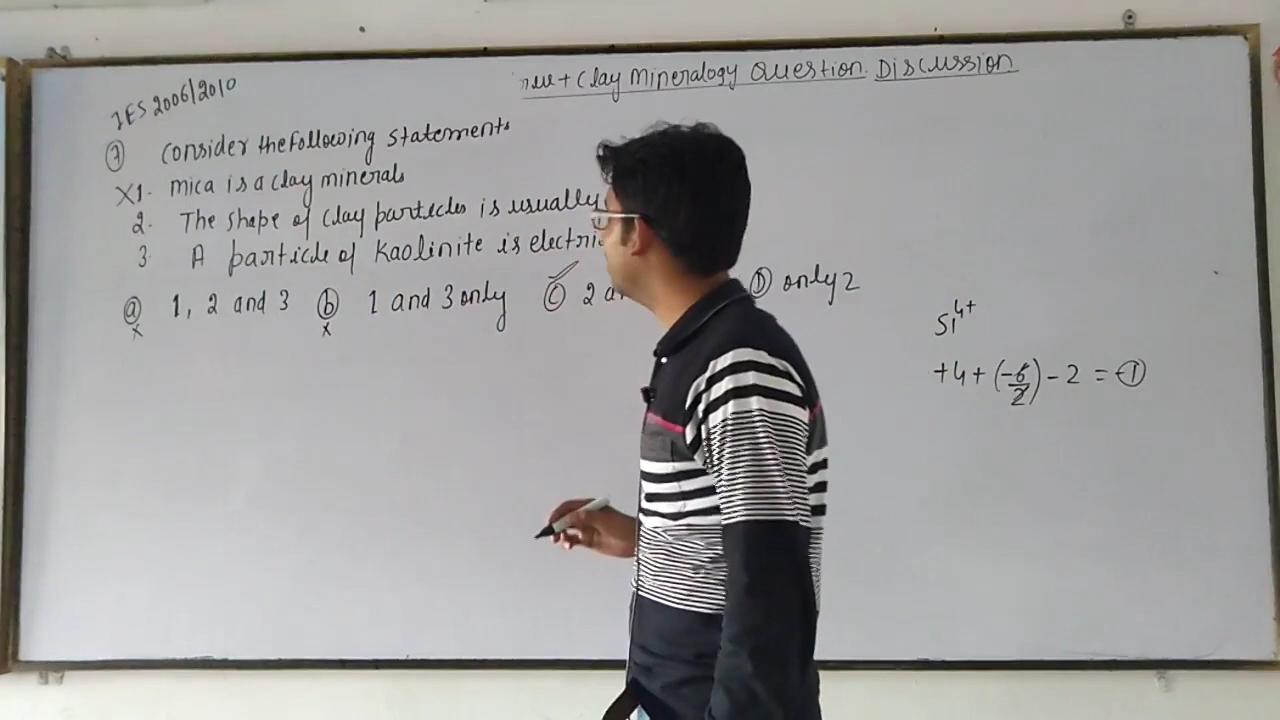 + Clay Mineralogy Question Discussion
IES 2006/2010
7 Consider the following statements
X1. Mica is a clay minerals
2. The shape of clay particles is usually
3. A particle of Kaolinite is
a 1, 2 and 3 b 1 and 3 only c 2 D only 2
x x
Si4+
+4+(-6/2)-2 = -1